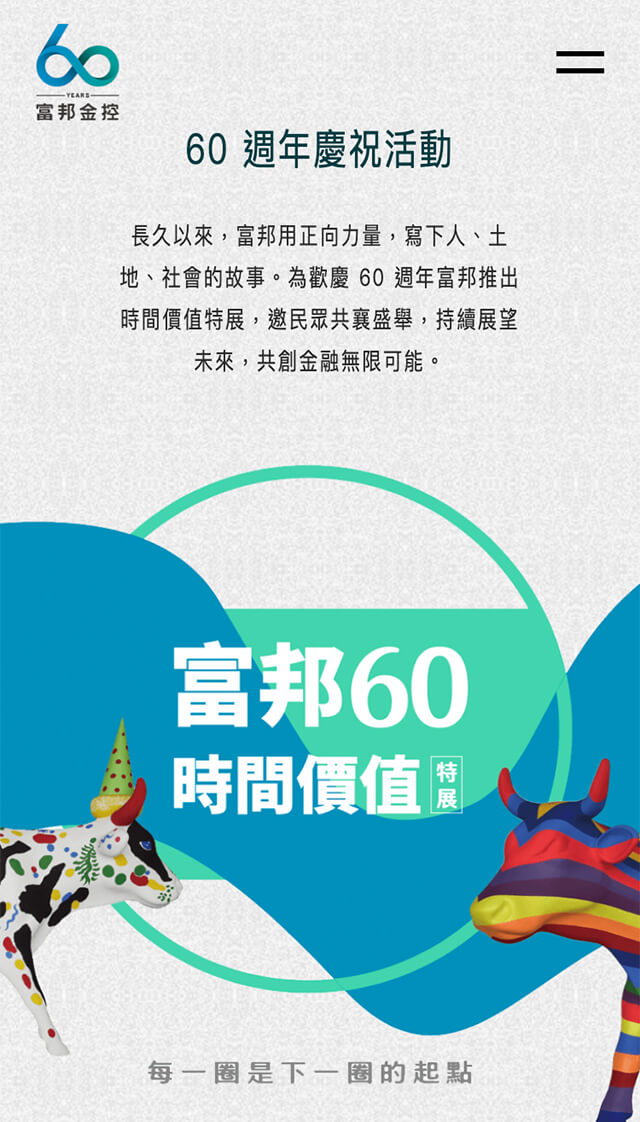 60
YEARS
富邦金控
60 週年慶祝活動
長久以來，富邦用正向力量，寫下人、土
地、社會的故事。為歡慶 60 週年富邦推出
時間價值特展，邀民眾共襄盛舉，持續展望
未來，共創金融無限可能。
富邦60
時間價值 特展
每一圈是下一圈的起點